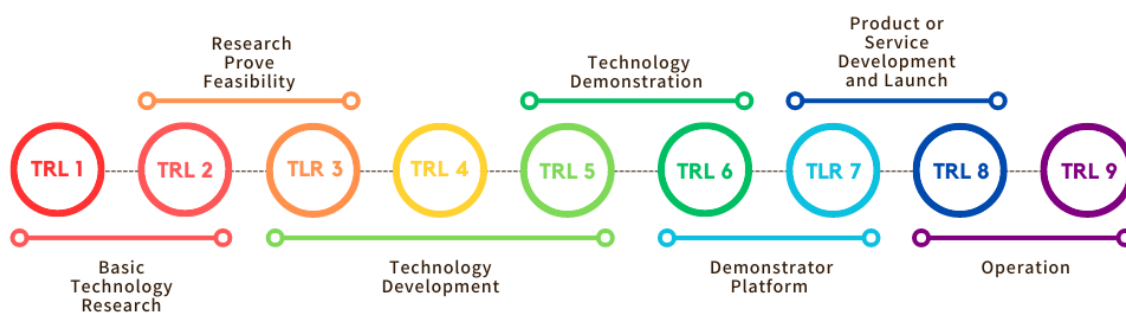 Research
Prove
Feasibility
Technology
Demonstration
Product or
Service
Development
and Launch
TRL 1
TRL 2
TLR 3
TRL 4
TRL 5
TRL 6
TLR 7
TRL 8
TRL 9
Basic
Technology
Research
Technology
Development
Demonstrator
Platform
Operation